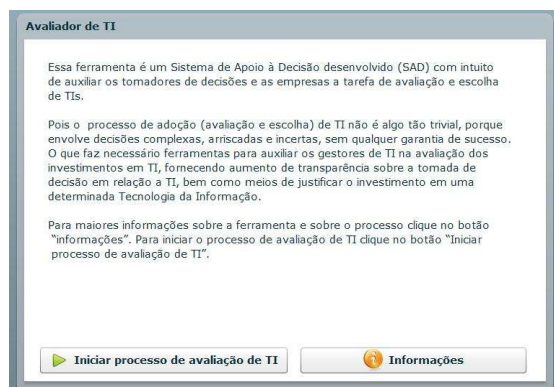 Avaliador de TI
Essa ferramenta é um Sistema de Apoio à Decisão desenvolvido (SAD) com intuito
de auxiliar os tomadores de decisões e as empresas a tarefa de avaliação e escolha
de TIs.
Pois o processo de adoção (avaliação e escolha) de TI não é algo tão trivial, porque
envolve decisões complexas, arriscadas e incertas, sem qualquer garantia de sucesso.
O que faz necessário ferramentas para auxiliar os gestores de TI na avaliação dos
investimentos em TI, fornecendo aumento de transparência sobre a tomada de
decisão em relação a TI, bem como meios de justificar o investimento em uma
determinada Tecnologia da Informação.
Para maiores informações sobre a ferramenta e sobre o processo clique no botão
"informações". Para iniciar o processo de avaliação de TI clique no botão "Iniciar
processo de avaliação de TI".
Iniciar processo de avaliação de TI
Informações